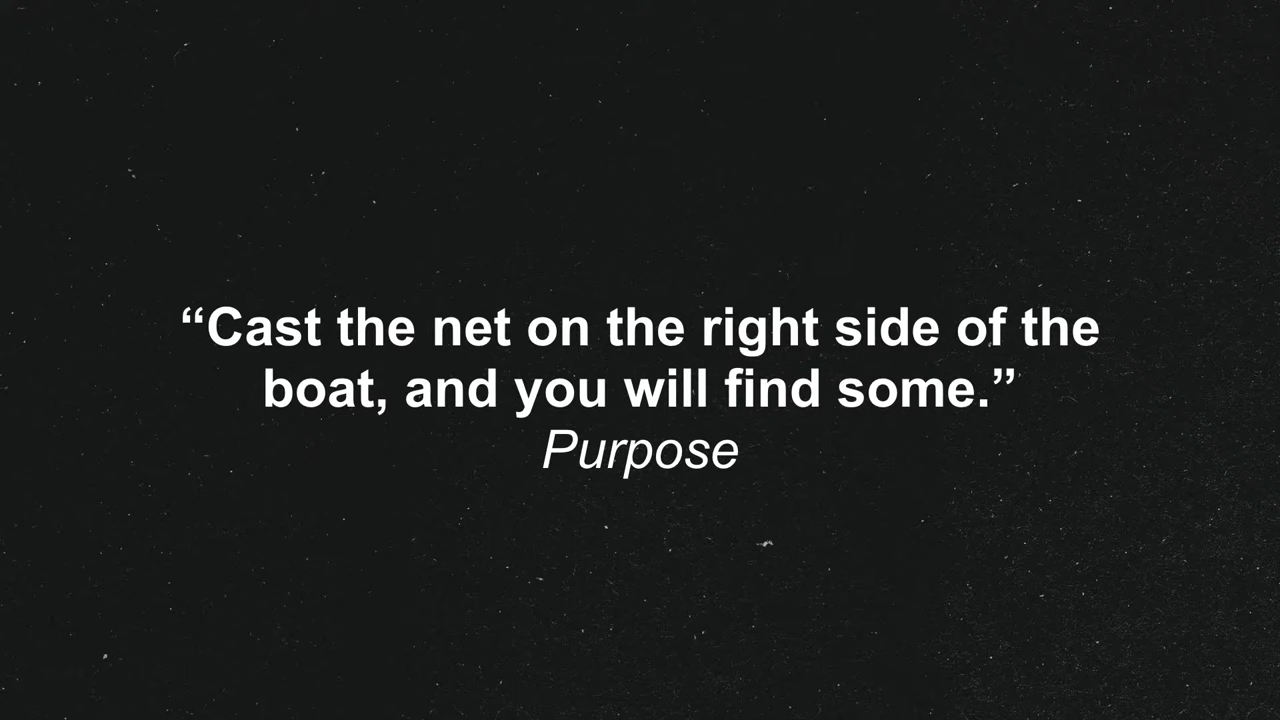 “Cast the net on the right side of the
boat, and you will find some.”
Purpose